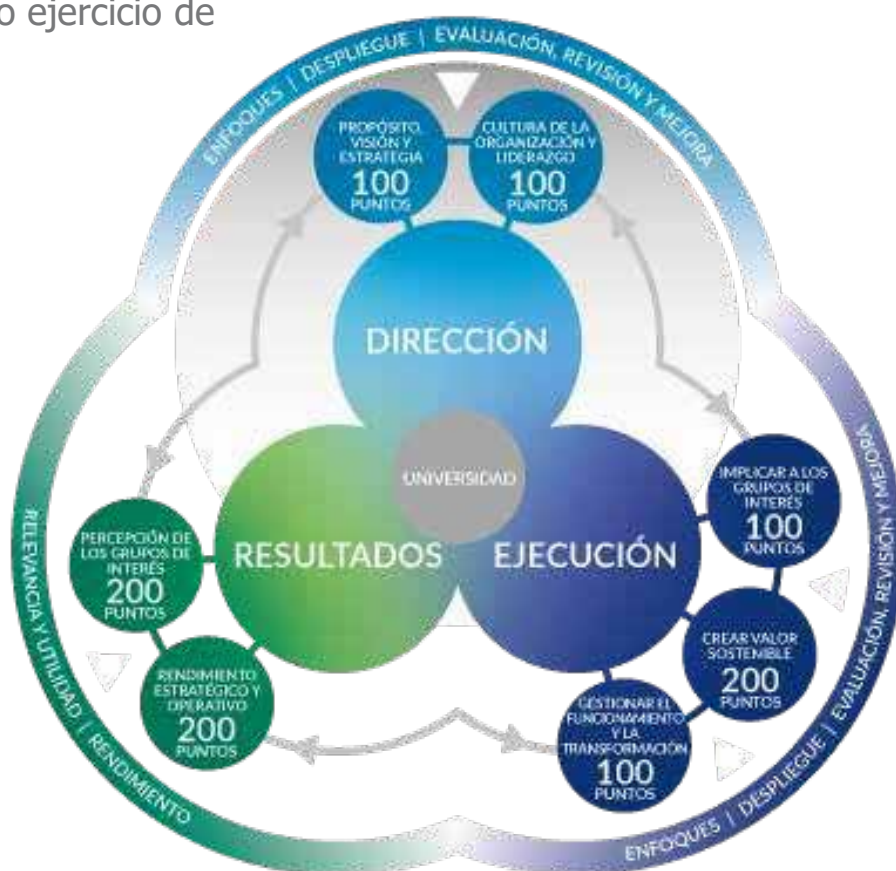 o ejercicio de
ENFOQUES | DESPLIEGUE | EVALUACIÓN, REVISIÓN Y MEJORA
PROPÓSITO,
VISIÓN Y
ESTRATEGIA
100
PUNTOS
CULTURA DE LA
ORGANIZACIÓN Y
LIDERAZGO
100
PUNTOS
DIRECCIÓN
UNIVERSIDAD
RESULTADOS
EJECUCIÓN
IMPLICAR A LOS
GRUPOS DE
INTERÉS
100
PUNTOS
CREAR VALOR
SOSTENIBLE
200
PUNTOS
GESTIONAR EL
FUNCIONAMIENTO
Y LA
TRANSFORMACIÓN
100
PUNTOS
PERCEPCIÓN DE
LOS GRUPOS DE
INTERÉS
200
PUNTOS
RENDIMIENTO
ESTRATÉGICO Y
OPERATIVO
200
PUNTOS
RELEVANCIA Y UTILIDAD | RENDIMIENTO
ENFOQUES | DESPLIEGUE | EVALUACIÓN, REVISIÓN Y MEJORA